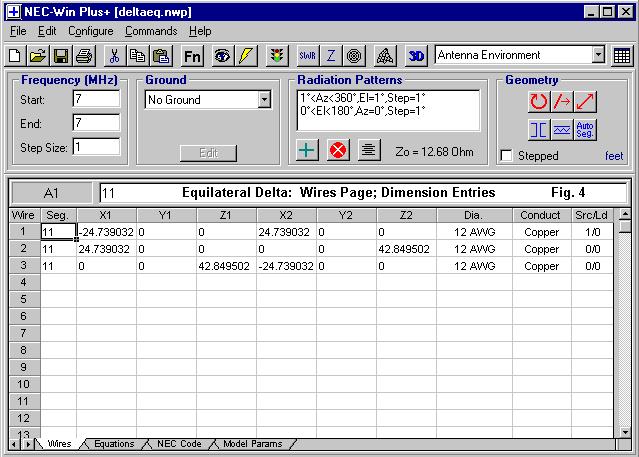 NEC-Win Plus+ [deltaeq.nwp]
File Edit Configure Commands Help
Fn SWR Z 3D Antenna Environment
Frequency (MHz) Ground Radiation Patterns Geometry
Start: 7 No Ground 1°<Az<360°,El=1°,Step=1°
0°<El<180°,Az=0°,Step=1°
End: 7
Step Size: 1 Edit Zo = 12.68 Ohm Auto Seg.
Stepped feet
A1 11 Equilateral Delta: Wires Page; Dimension Entries Fig. 4
Wire Seg. X1 Y1 Z1 X2 Y2 Z2 Dia. Conduct Src/Ld
1 11 -24.739032 0 0 24.739032 0 0 12 AWG Copper 1/0
2 11 24.739032 0 0 0 0 42.849502 12 AWG Copper 0/0
3 11 0 0 42.849502 -24.739032 0 0 12 AWG Copper 0/0
4
5
6
7
8
9
10
11
12
13
Wires Equations NEC Code Model Params